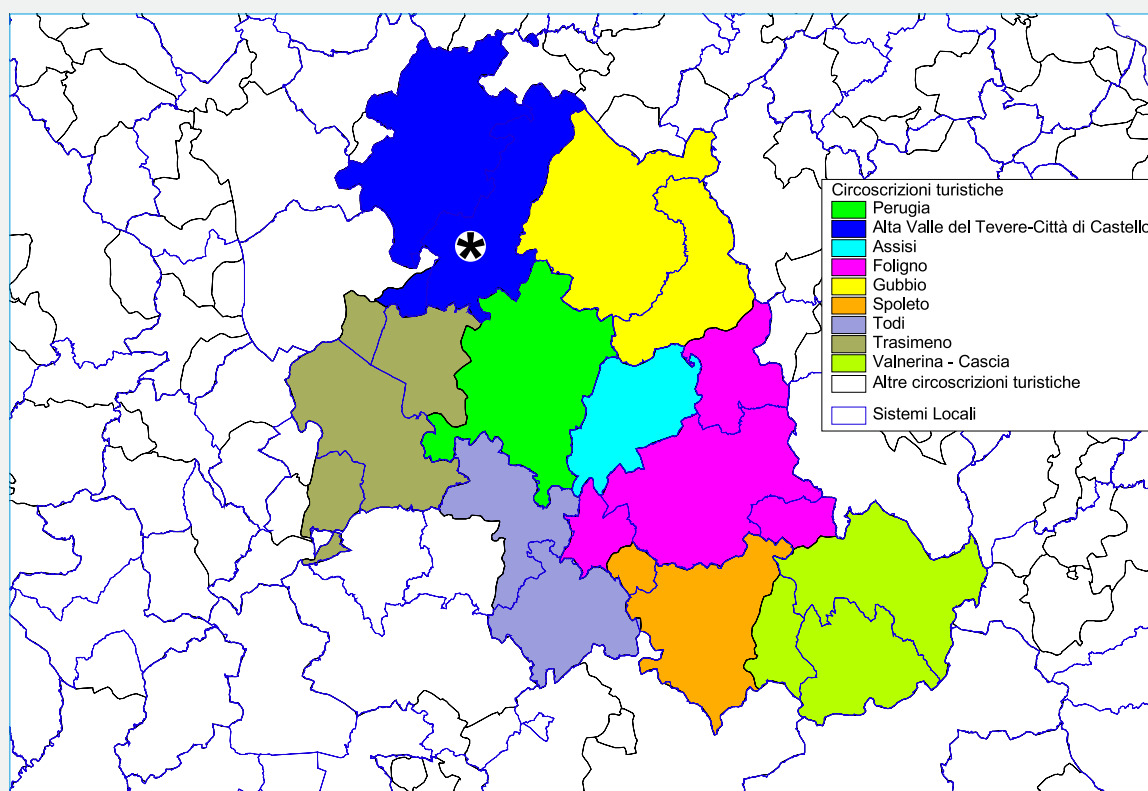 Circoscrizioni turistiche
Perugia
Alta Valle del Tevere-Città di Castello
Assisi
Foligno
Gubbio
Spoleto
Todi
Trasimeno
Valnerina - Cascia
Altre circoscrizioni turistiche
Sistemi Locali